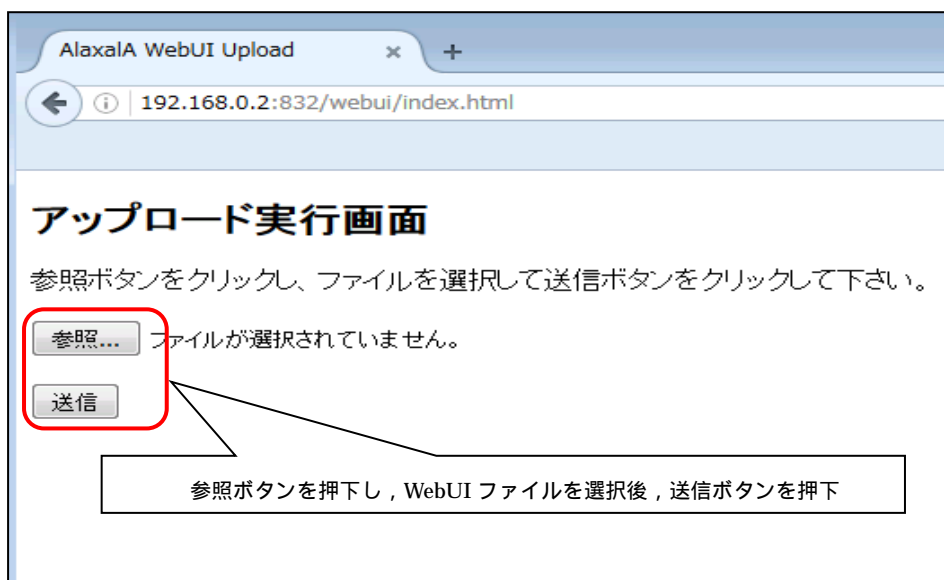 AlaxalA WebUI Upload
192.168.0.2:832/webui/index.html
アップロード実行画面
参照ボタンをクリックし、ファイルを選択して送信ボタンをクリックして下さい。
参照... ファイルが選択されていません。
送信
参照ボタンを押下し，WebUI ファイルを選択後，送信ボタンを押下